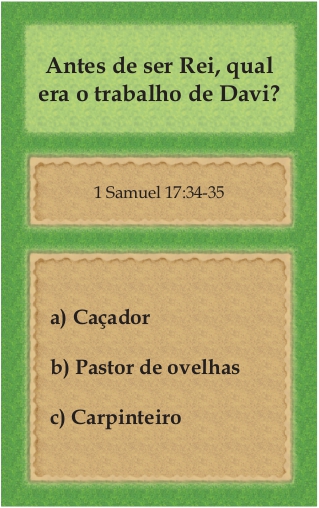 Antes de ser Rei, qual
era o trabalho de Davi?
1 Samuel 17:34-35
a) Caçador
b) Pastor de ovelhas
c) Carpinteiro